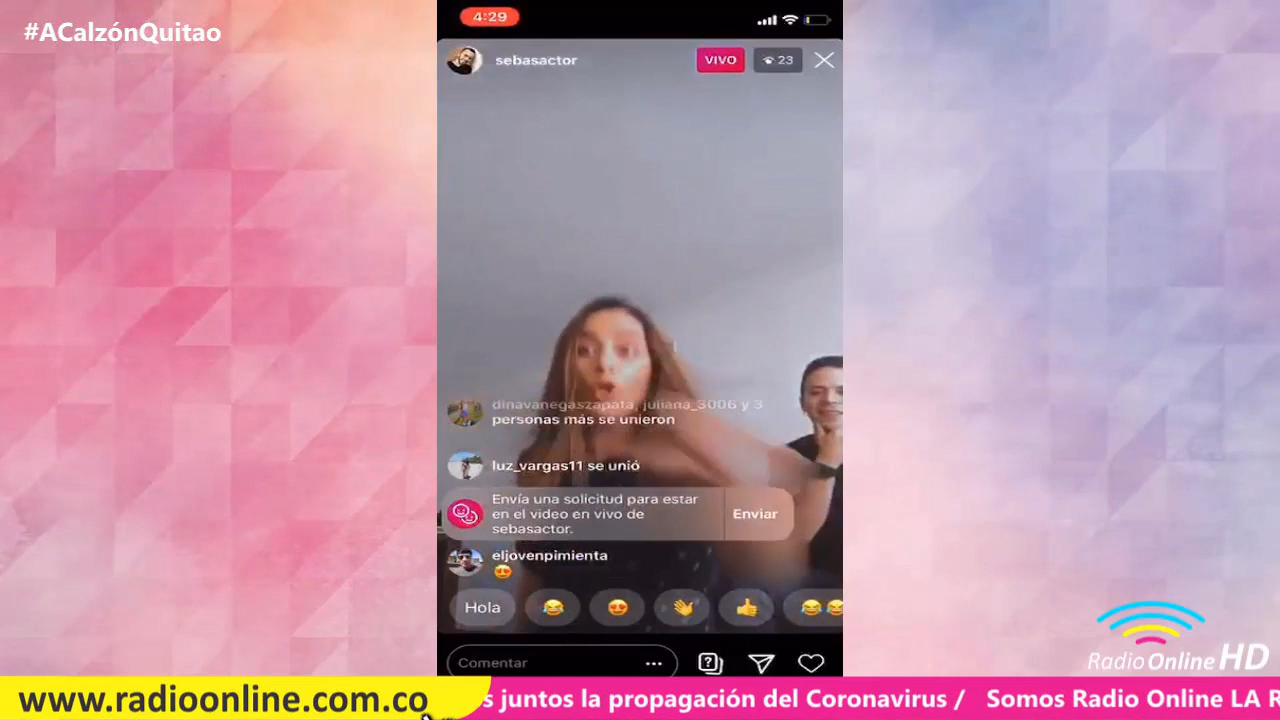 #ACalzónQuitao
4:29
sebasactor
VIVO
23
dinavanegaszapata, juliana_3006 y 3
personas más se unieron
luz_vargas11 se unió
Envía una solicitud para estar
en el video en vivo de
sebasactor.
Enviar
eljovenpimienta
Hola
Comentar
Radio Online HD
www.radioonline.com.co
s juntos la propagación del Coronavirus / Somos Radio Online LA R